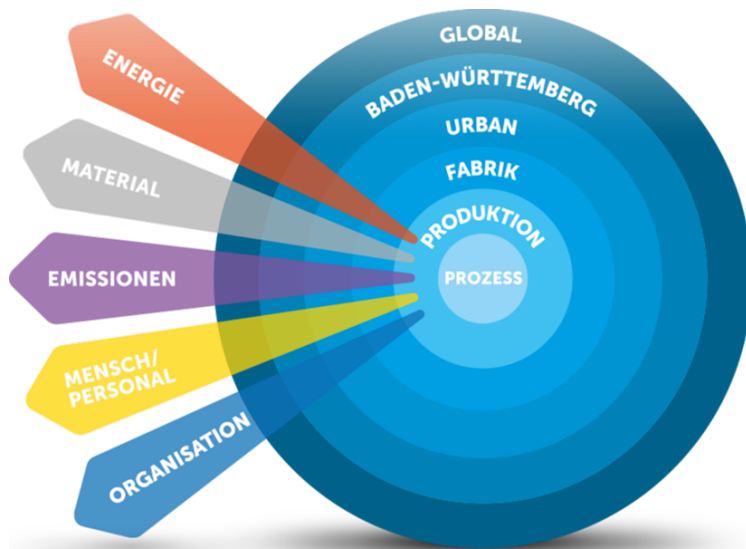 ENERGIE
MATERIAL
EMISSIONEN
MENSCH/
PERSONAL
ORGANISATION
GLOBAL
BADEN-WÜRTTEMBERG
URBAN
FABRIK
PRODUKTION
PROZESS